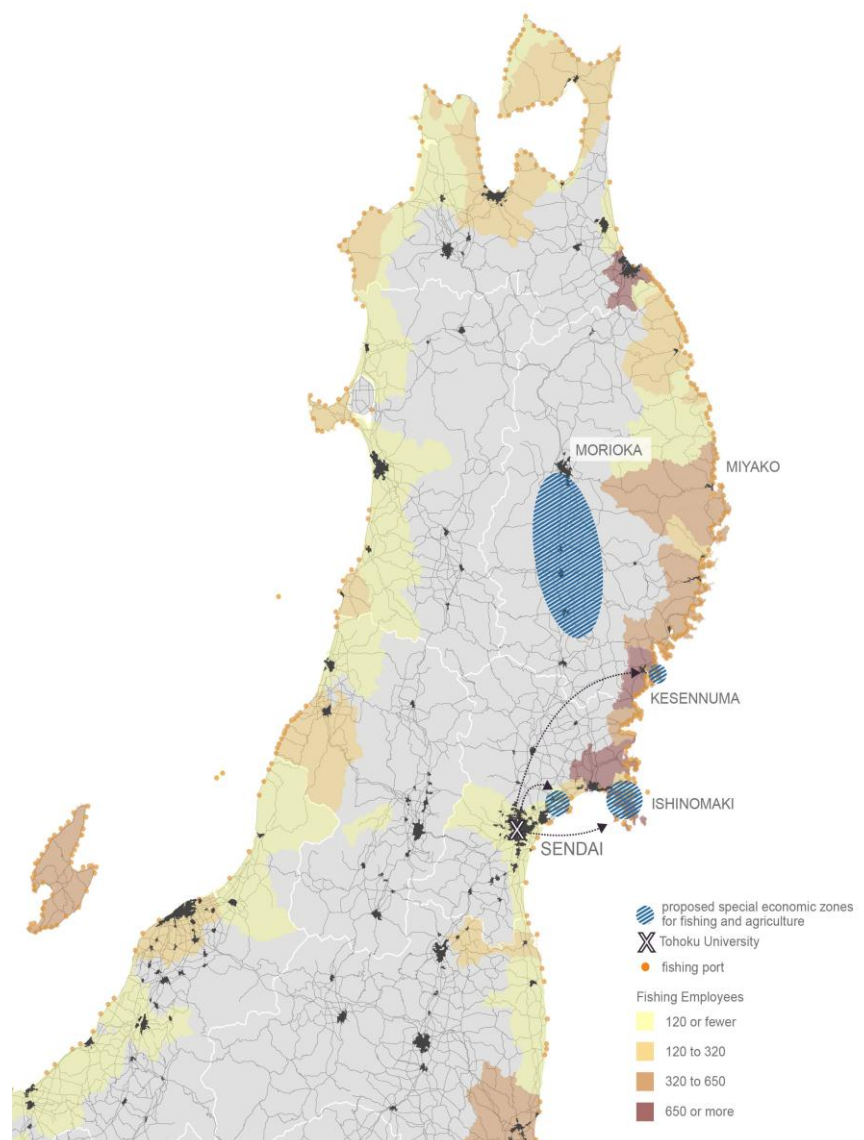 MORIOKA
MIYAKO
KESENNUMA
ISHINOMAKI
SENDAI
proposed special economic zones
for fishing and agriculture
Tohoku University
fishing port
Fishing Employees
120 or fewer
120 to 320
320 to 650
650 or more